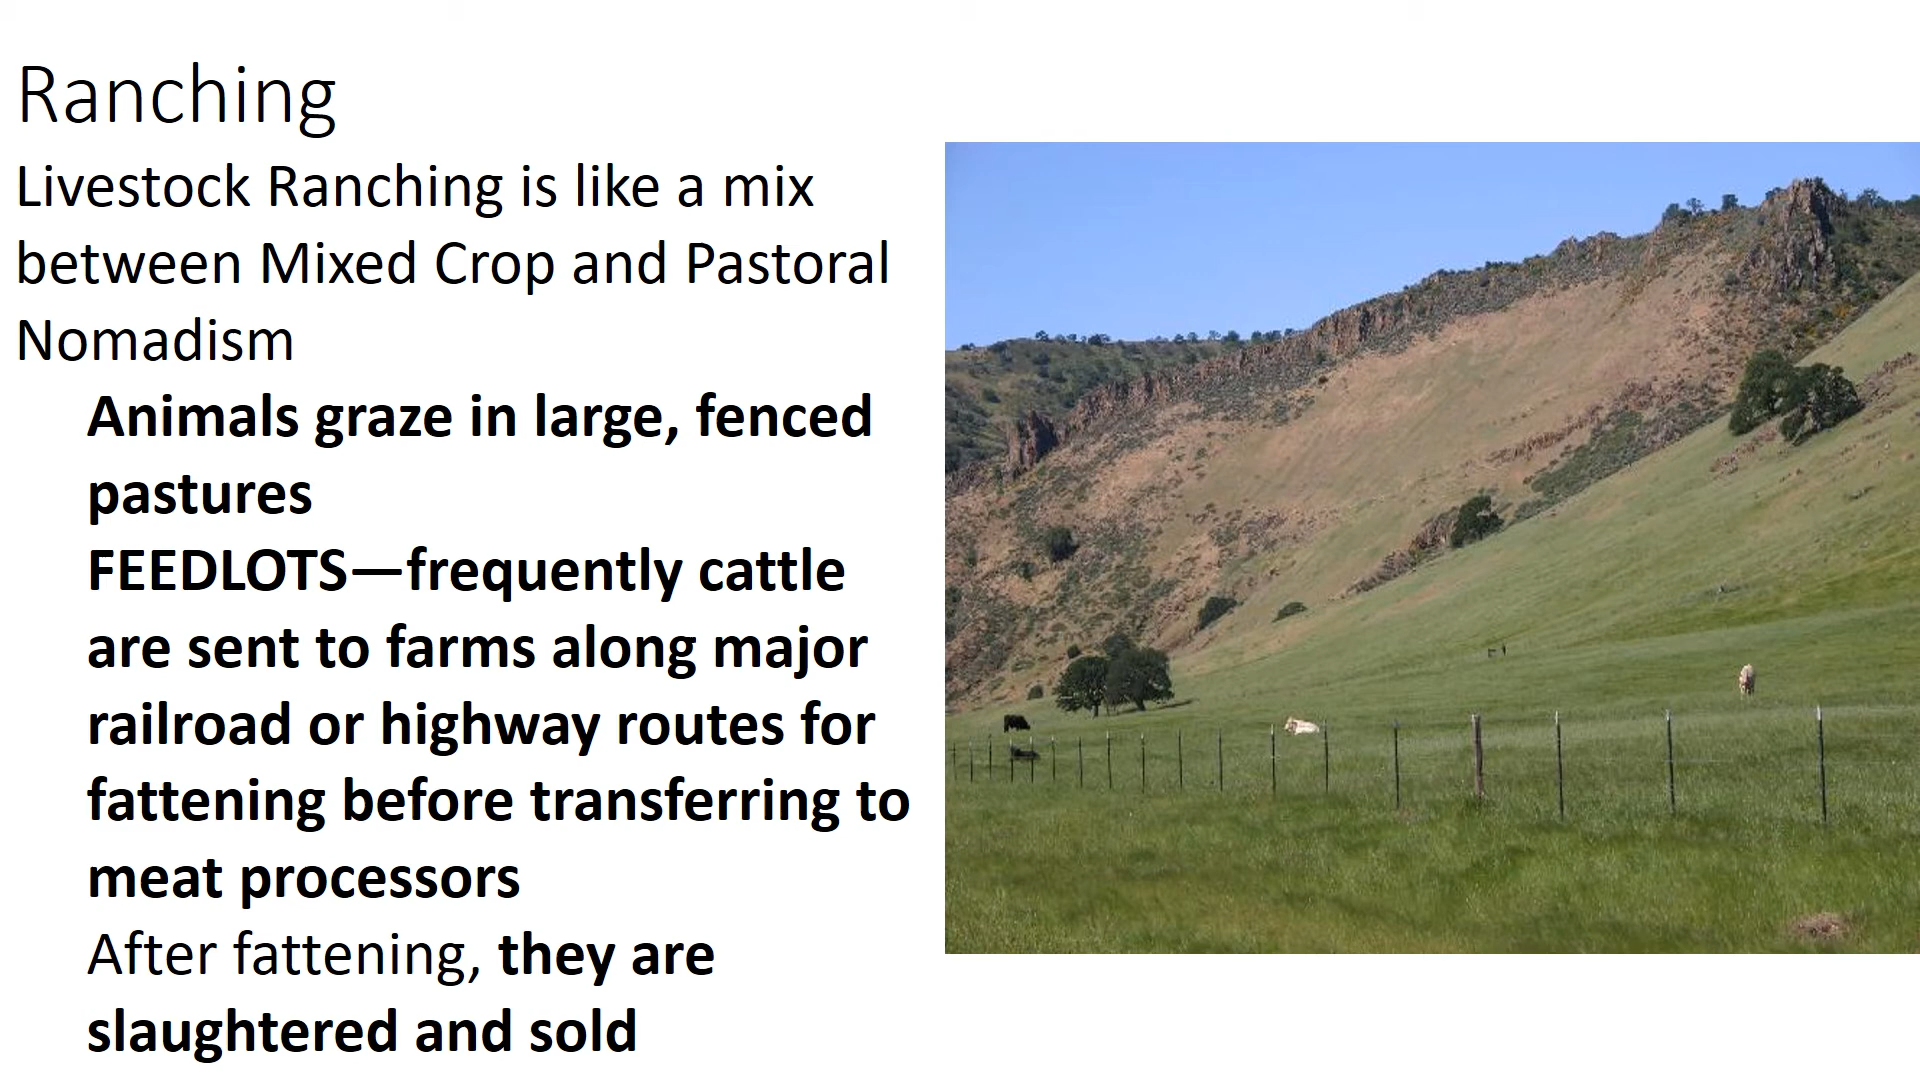 Ranching
Livestock Ranching is like a mix
between Mixed Crop and Pastoral
Nomadism
Animals graze in large, fenced
pastures
FEEDLOTS—frequently cattle
are sent to farms along major
railroad or highway routes for
fattening before transferring to
meat processors
After fattening, they are
slaughtered and sold